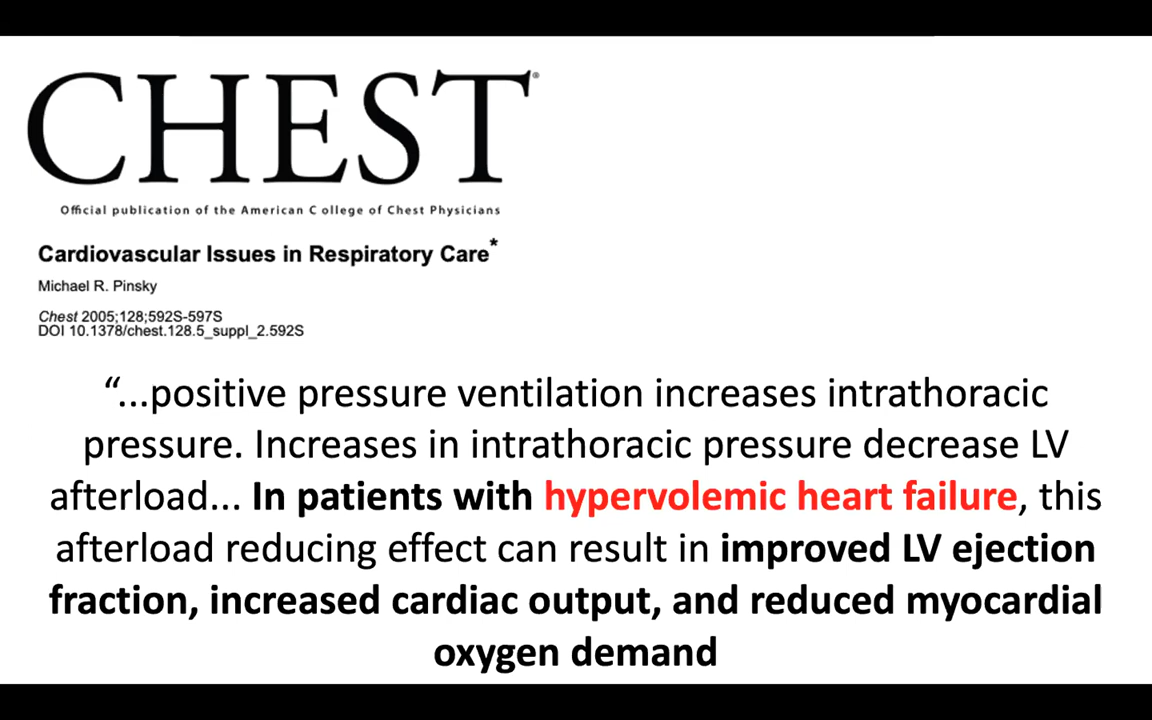 CHEST®
Official publication of the American C ollege of Chest Physicians
Cardiovascular Issues in Respiratory Care*
Michael R. Pinsky
Chest 2005;128;592S-597S
DOI 10.1378/chest.128.5_suppl_2.592S
“...positive pressure ventilation increases intrathoracic
pressure. Increases in intrathoracic pressure decrease LV
afterload... In patients with hypervolemic heart failure, this
afterload reducing effect can result in improved LV ejection
fraction, increased cardiac output, and reduced myocardial
oxygen demand